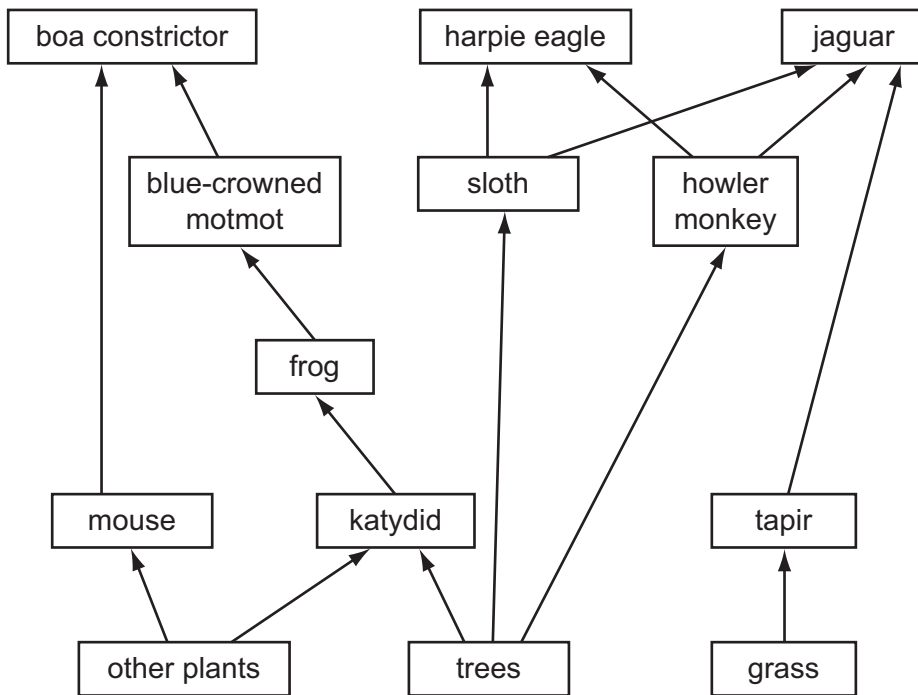 boa constrictor
harpie eagle
jaguar
blue-crowned
motmot
sloth
howler
monkey
frog
mouse
katydid
tapir
other plants
trees
grass